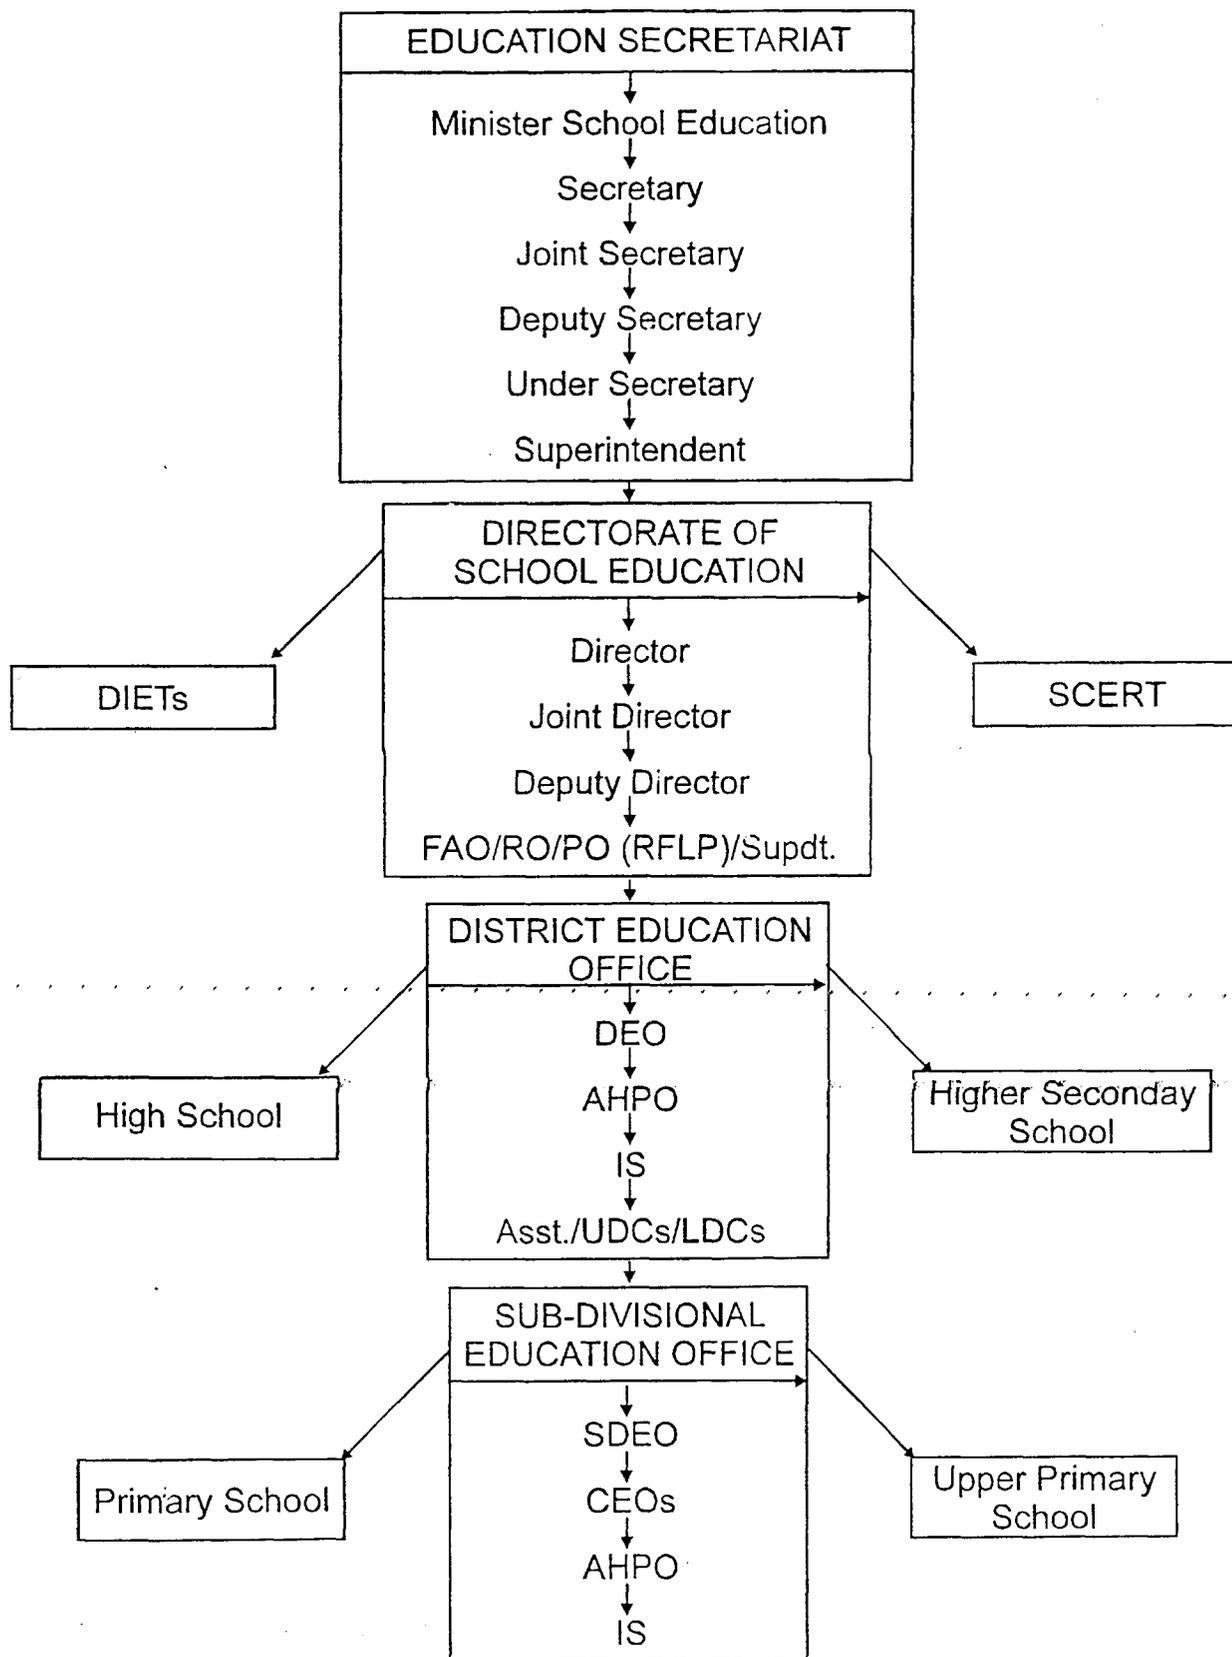 EDUCATION SECRETARIAT
Minister School Education
Secretary
Joint Secretary
Deputy Secretary
Under Secretary
Superintendent
DIRECTORATE OF
SCHOOL EDUCATION
Director
DIETs
SCERT
Joint Director
Deputy Director
FAO/RO/PO (RFLP)/Supdt.
DISTRICT EDUCATION
OFFICE
DEO
High School
AHPO
Higher Seconday
School
IS
Asst./UDCs/LDCs
SUB-DIVISIONAL
EDUCATION OFFICE
SDEO
Primary School
CEOs
Upper Primary
School
AHPO
IS